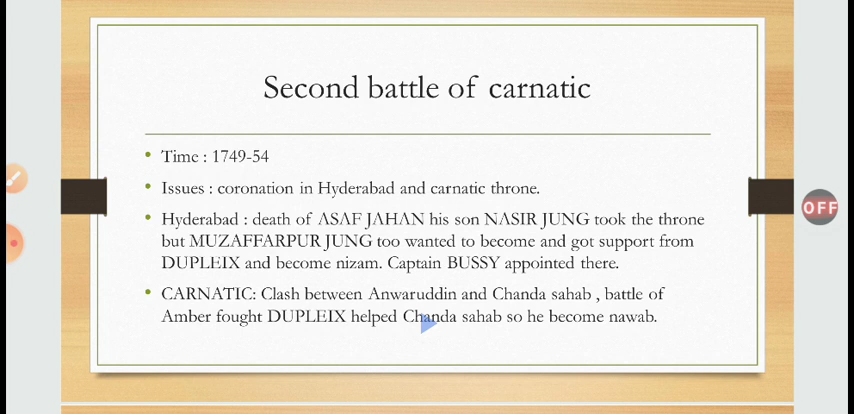 Second battle of carnatic
• Time : 1749-54
• Issues : coronation in Hyderabad and carnatic throne.
• Hyderabad : death of ASAF JAHAN his son NASIR JUNG took the throne
but MUZAFFARPUR JUNG too wanted to become and got support from
DUPLEIX and become nizam. Captain BUSSY appointed there.
• CARNATIC: Clash between Anwaruddin and Chanda sahab , battle of
Amber fought DUPLEIX helped Chanda sahab so he become nawab.
OFF